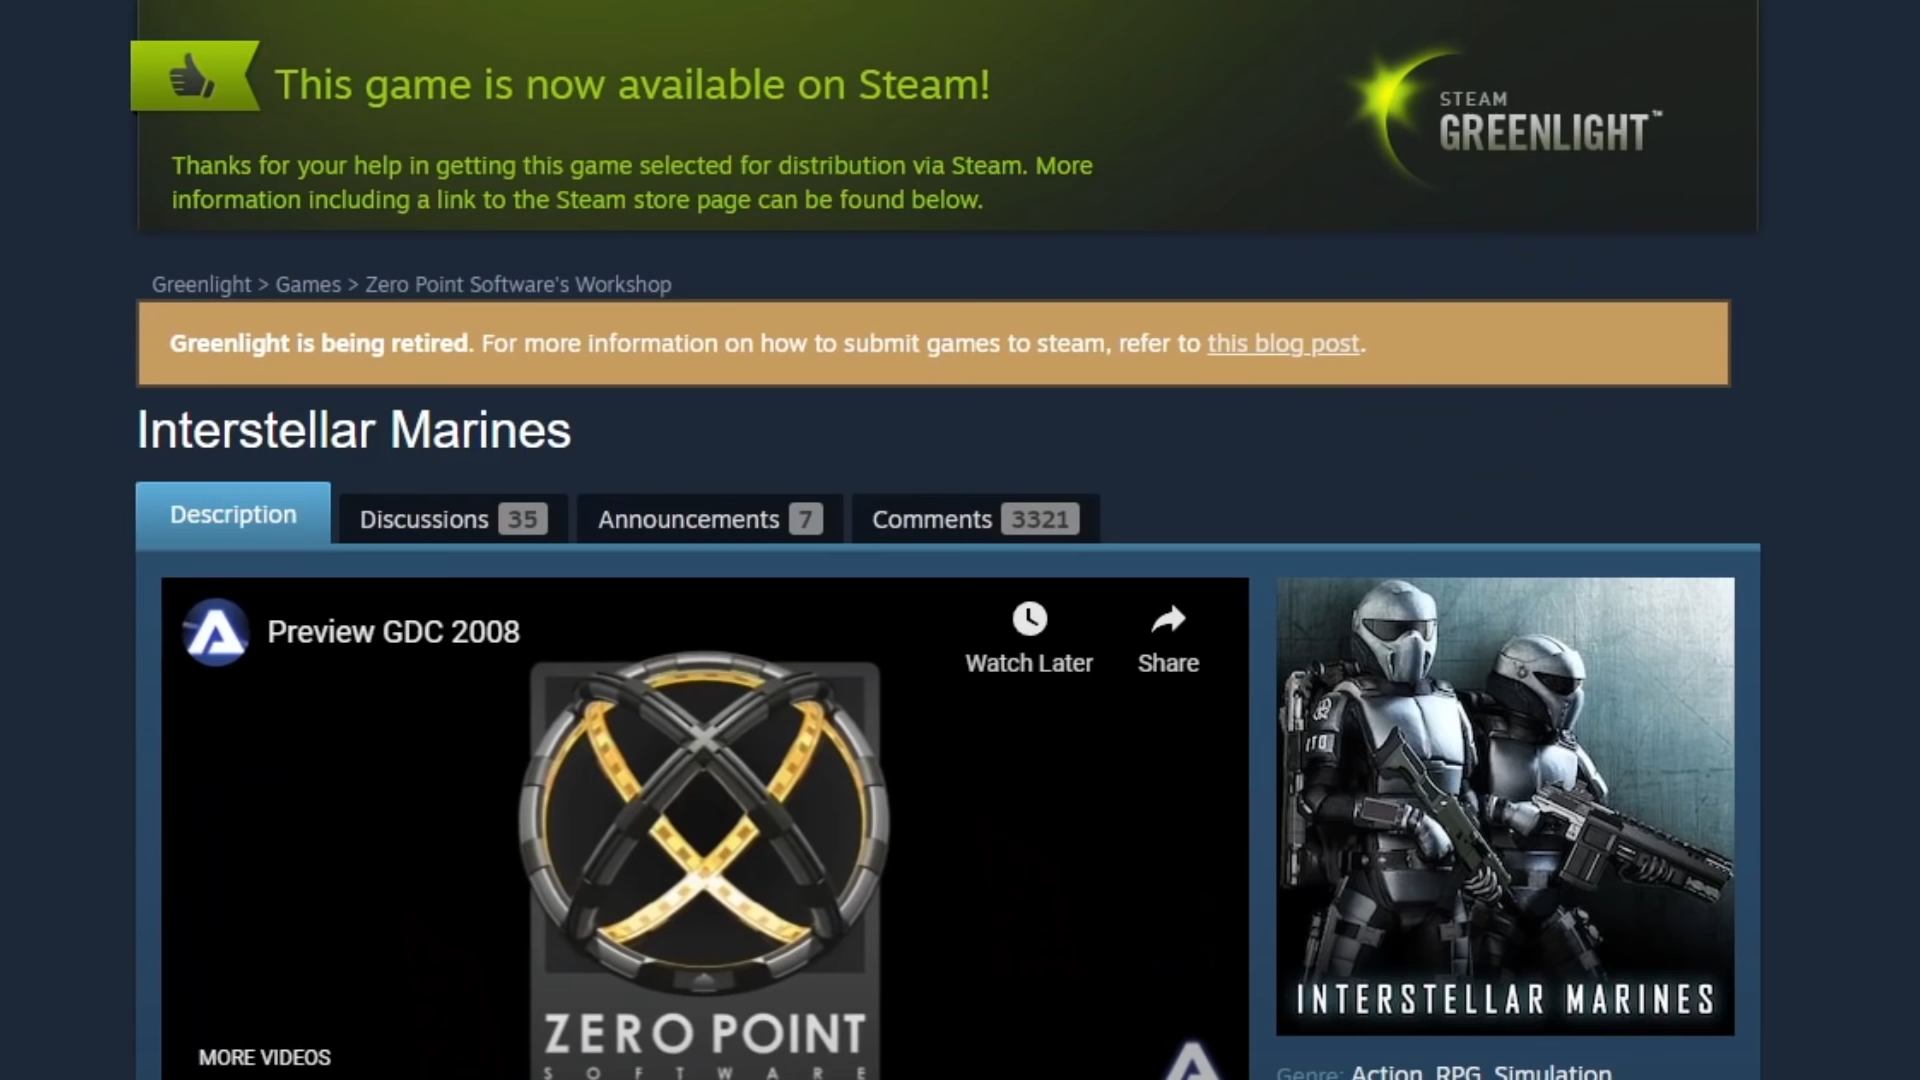 This game is now available on Steam!
STEAM
GREENLIGHT™
Thanks for your help in getting this game selected for distribution via Steam. More
information including a link to the Steam store page can be found below.
Greenlight > Games > Zero Point Software's Workshop
Greenlight is being retired. For more information on how to submit games to steam, refer to this blog post.
Interstellar Marines
Description
Discussions 35
Announcements 7
Comments 3321
Preview GDC 2008
Watch Later
Share
ZERO POINT
SOFTWARE
MORE VIDEOS
ITO
INTERSTELLAR MARINES
Genre: Action, RPG, Simulation